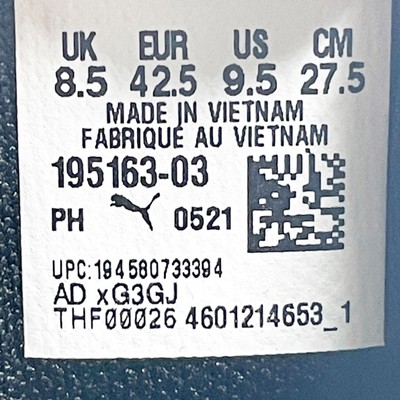 UK EUR US CM
8.5 42.5 9.5 27.5
MADE IN VIETNAM
FABRIQUÉ AU VIETNAM
195163-03
PH 0521
UPC:194580733394
AD xG3GJ
THF00026 4601214653_1